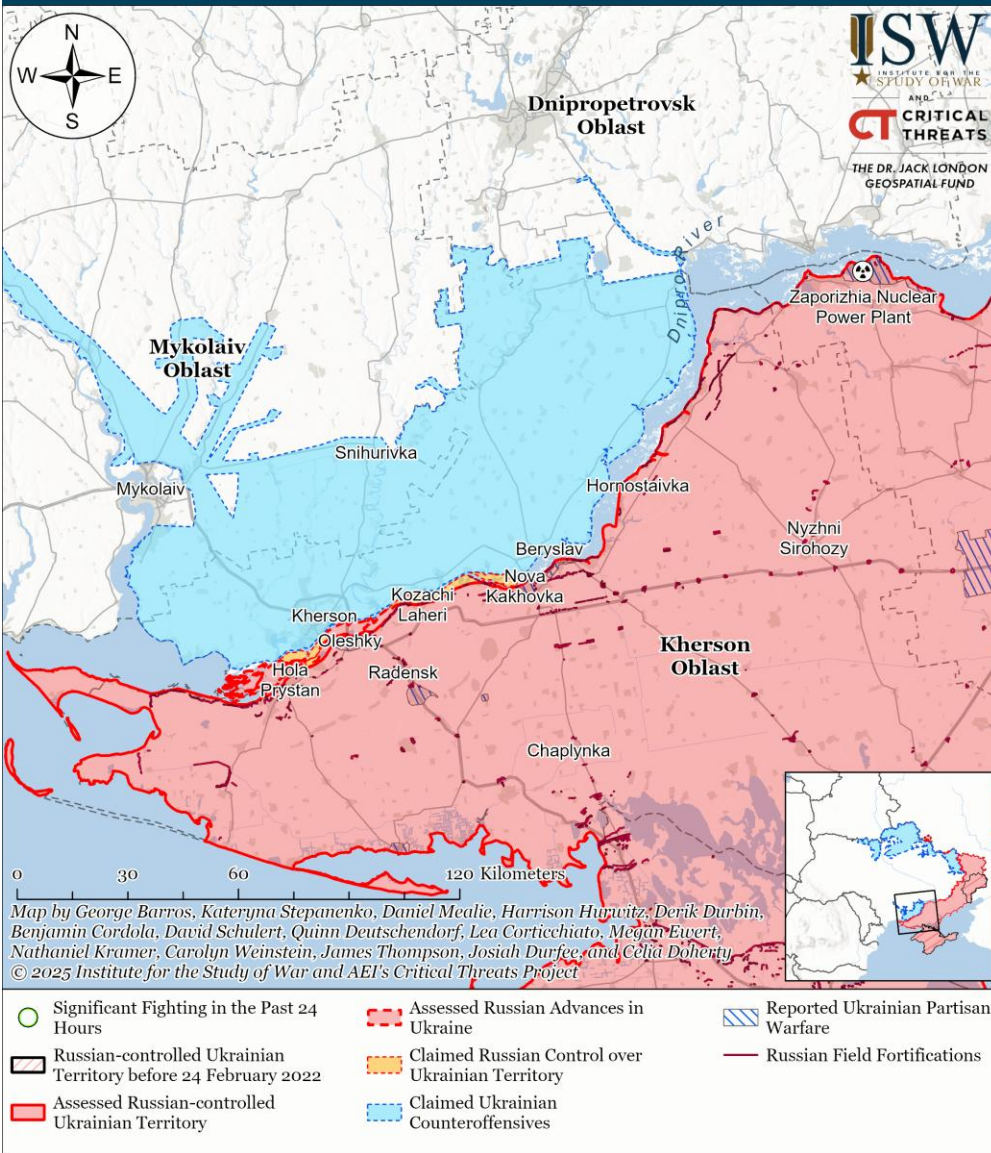 N
W
E
S
ISW
INSTITUTE FOR THE
STUDY OF WAR
AND
CT CRITICAL
THREATS
THE DR. JACK LONDON
GEOSPATIAL FUND
Dnipropetrovsk
Oblast
Dnipro River
Zaporizhia Nuclear
Power Plant
Mykolaiv
Oblast
Snihurivka
Mykolaiv
Hornostaivka
Nyzhni
Sirohozy
Beryslav
Nova
Kakhovka
Kozachi
Laheri
Kherson
Oleshky
Hola
Prystan
Radensk
Kherson
Oblast
Chaplynka
0 30 60 120 Kilometers
Map by George Barros, Kateryna Stepanenko, Daniel Mealie, Harrison Hurwitz, Derik Durbin,
Benjamin Cordola, David Schulert, Quinn Deutschendorf, Lea Corticchiato, Megan Ewert,
Nathaniel Kramer, Carolyn Weinstein, James Thompson, Josiah Durfee, and Celia Doherty
© 2025 Institute for the Study of War and AEI's Critical Threats Project
Significant Fighting in the Past 24
Hours
Russian-controlled Ukrainian
Territory before 24 February 2022
Assessed Russian-controlled
Ukrainian Territory
Assessed Russian Advances in
Ukraine
Claimed Russian Control over
Ukrainian Territory
Claimed Ukrainian
Counteroffensives
Reported Ukrainian Partisan
Warfare
Russian Field Fortifications